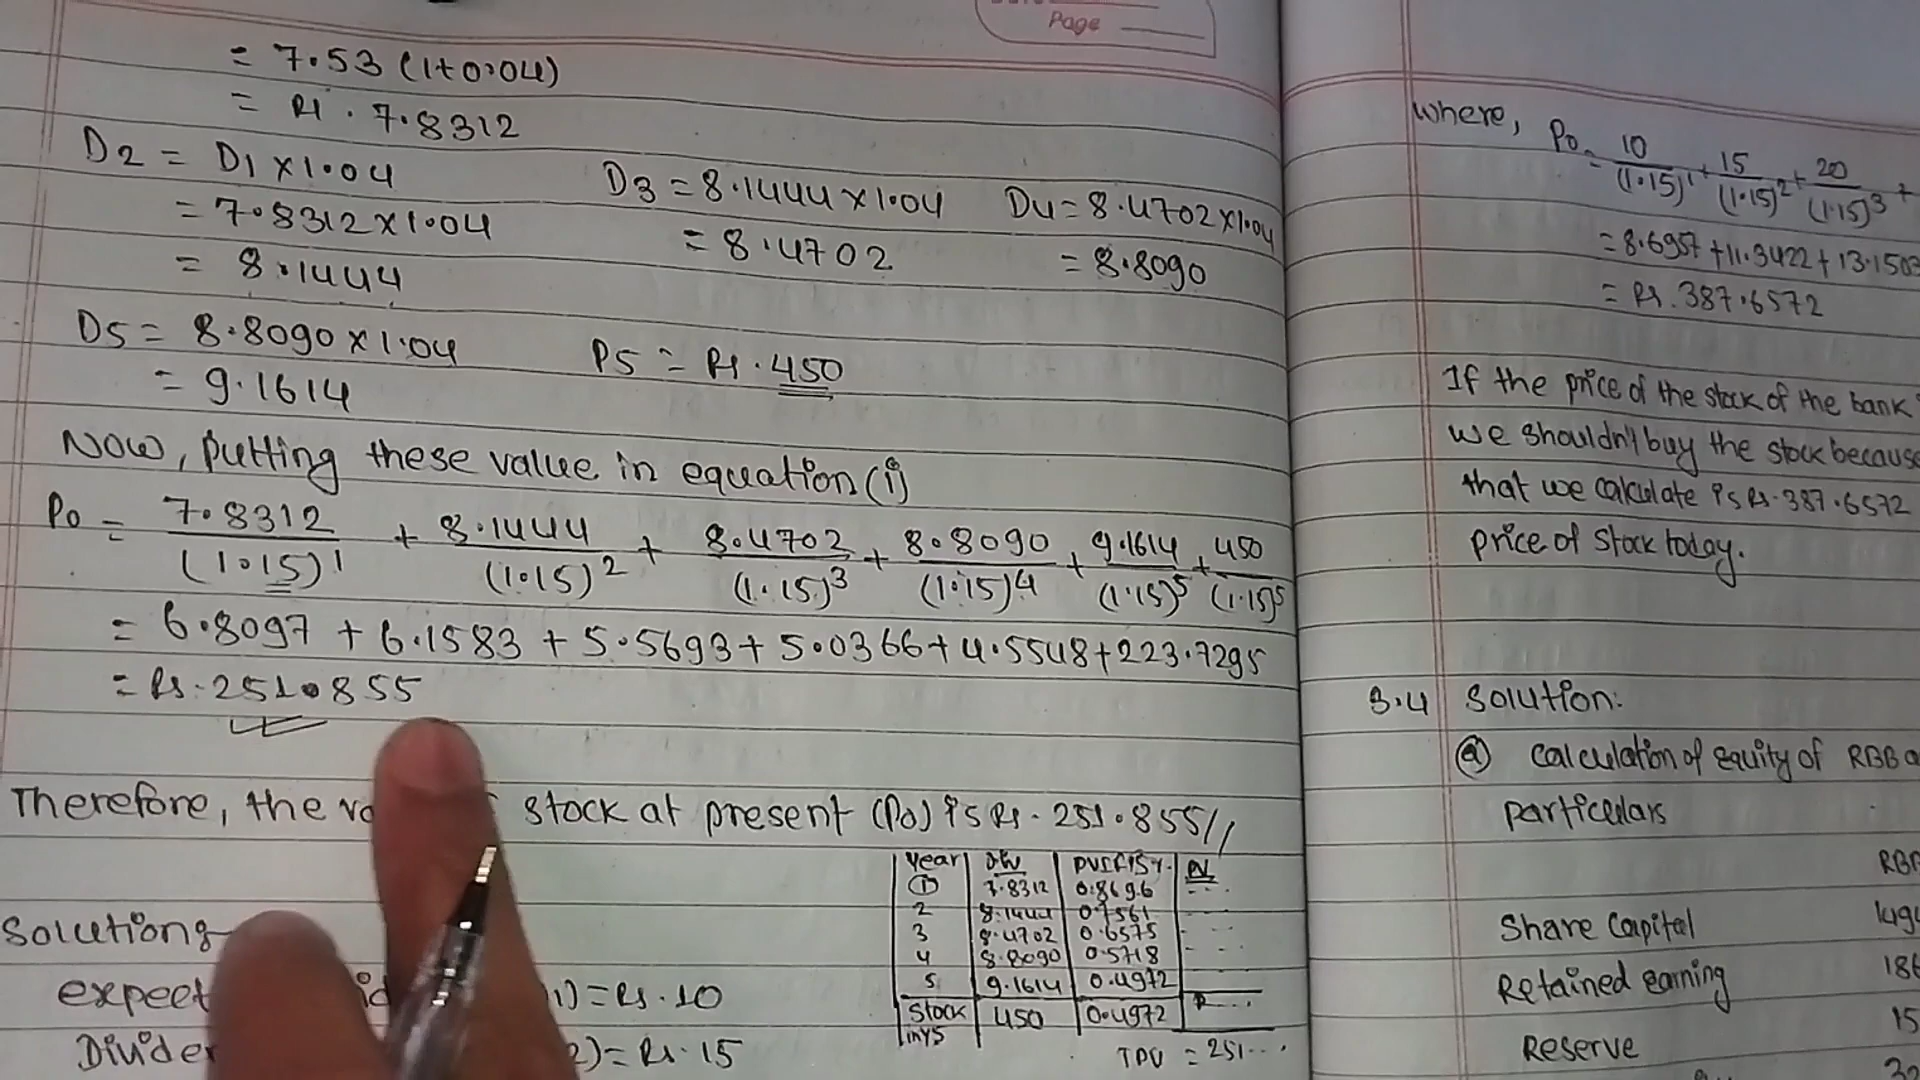 Page
= 7.53 (1+0.04)
= Rs. 7.8312
D2 = D1 x 1.04
= 7.8312 x 1.04
= 8.1444
D3 = 8.1444 x 1.04
= 8.4702
D4 = 8.4702 x 1.04
= 8.8090
D5 = 8.8090 x 1.04
= 9.1614
P5 = Rs. 450
Now, putting these value in equation (i)
Po = 7.8312/(1.15)^1 + 8.1444/(1.15)^2 + 8.4702/(1.15)^3 + 8.8090/(1.15)^4 + 9.1614/(1.15)^5 + 450/(1.15)^5
= 6.8097 + 6.1583 + 5.5693 + 5.0366 + 4.5548 + 223.7295
= Rs. 251.855
Therefore, the stock at present (Po) is Rs. 251.855//
Year PVIF15%. PV
1 7.8312 0.8696
2 8.1444 0.7561
3 8.4702 0.6575
4 8.8090 0.5718
5 9.1614 0.4972
Stock in y5 450 0.4972
TPV = 251...
Solution:
expect 1) = Rs. 10
2) = Rs. 15
where, Po = 10/(1.15)^1 + 15/(1.15)^2 + 20/(1.15)^3 +
= 8.6957 + 11.3422 + 13.1503
= Rs. 387.6572
If the price of the stock of the bank
we shouldn't buy the stock because
that we calculate is Rs. 387.6572
price of stock today.
3.4 Solution:
(a) Calculation of equity of RBB
particulars
Share Capital
Retained earning
Reserve